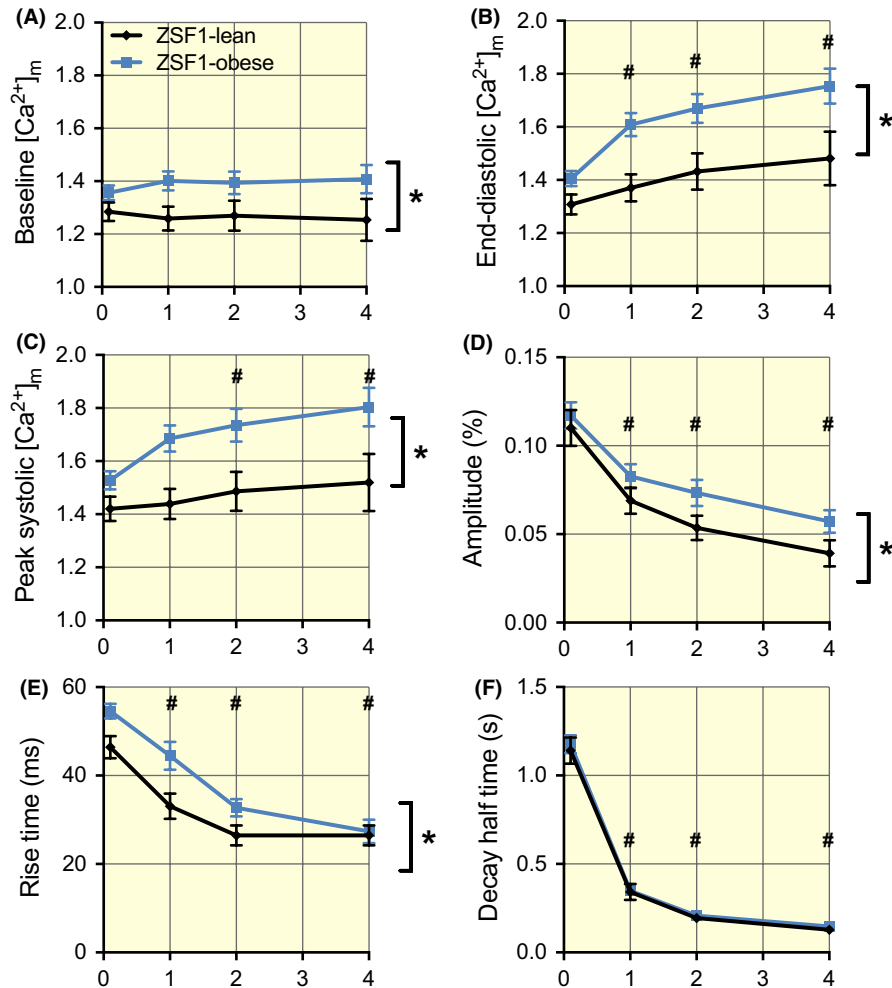 (A)
ZSF1-lean
ZSF1-obese
Baseline [Ca2+]m
2.0
1.8
1.6
1.4
1.2
1.0
0 1 2 3 4
*
(B)
End-diastolic [Ca2+]m
2.0
1.8
1.6
1.4
1.2
1.0
0 1 2 3 4
# # #
*
(C)
Peak systolic [Ca2+]m
2.0
1.8
1.6
1.4
1.2
1.0
0 1 2 3 4
# #
*
(D)
Amplitude (%)
0.15
0.10
0.05
0.00
0 1 2 3 4
# # #
*
(E)
Rise time (ms)
60
40
20
0
0 1 2 3 4
# # #
*
(F)
Decay half time (s)
1.5
1.0
0.5
0.0
0 1 2 3 4
# # #